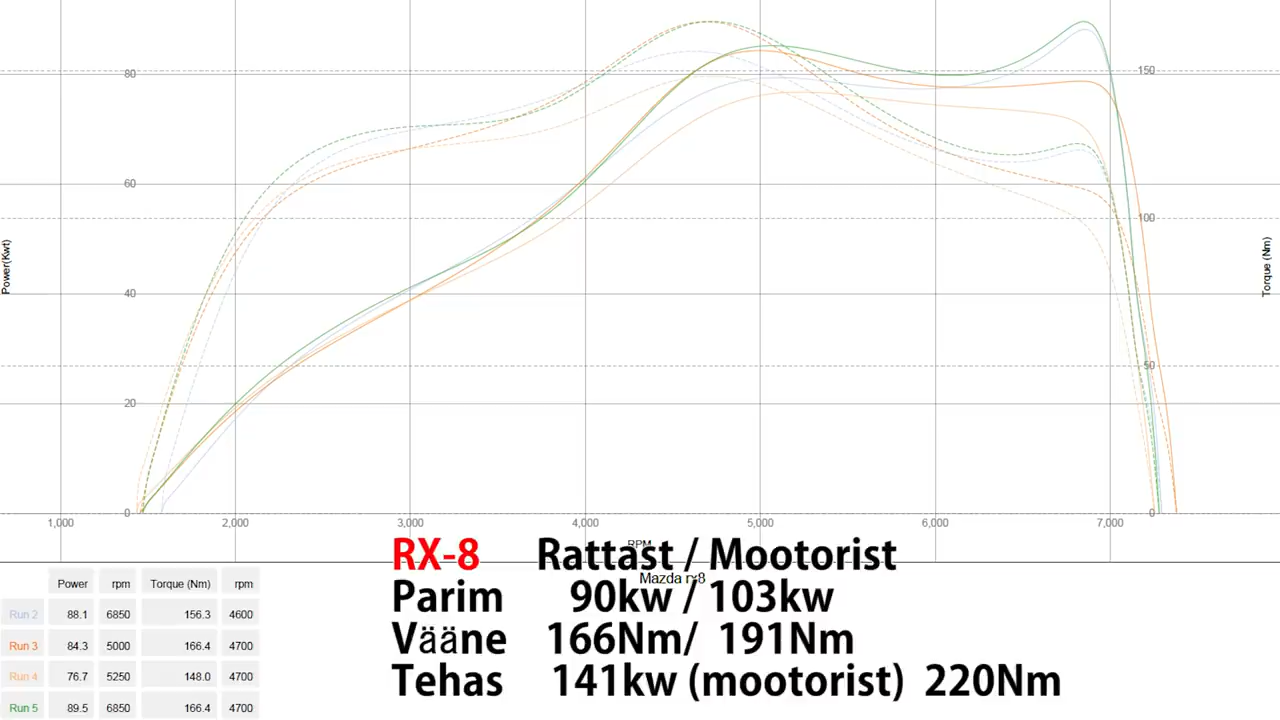 80
150
60
100
40
50
20
0
0
Power(Kwt)
Torque (Nm)
1,000 2,000 3,000 4,000 5,000 6,000 7,000
RPM
Mazda rx8
RX-8 Rattast / Mootorist
Parim 90kw / 103kw
Vääne 166Nm/ 191Nm
Tehas 141kw (mootorist) 220Nm
Power rpm Torque (Nm) rpm
Run 2 88.1 6850 156.3 4600
Run 3 84.3 5000 166.4 4700
Run 4 76.7 5250 148.0 4700
Run 5 89.5 6850 166.4 4700